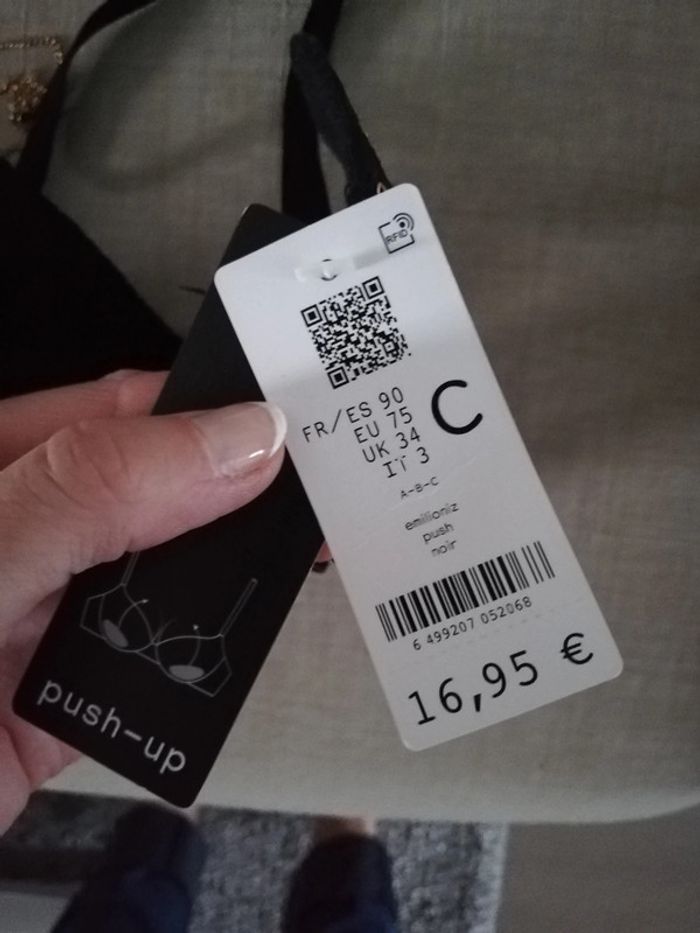 RFID
FR/ES 90
EU 75
UK 34
IT 3
C
A-B-C
emilioniz
push
noir
6 499207 052068
16,95 €
push-up